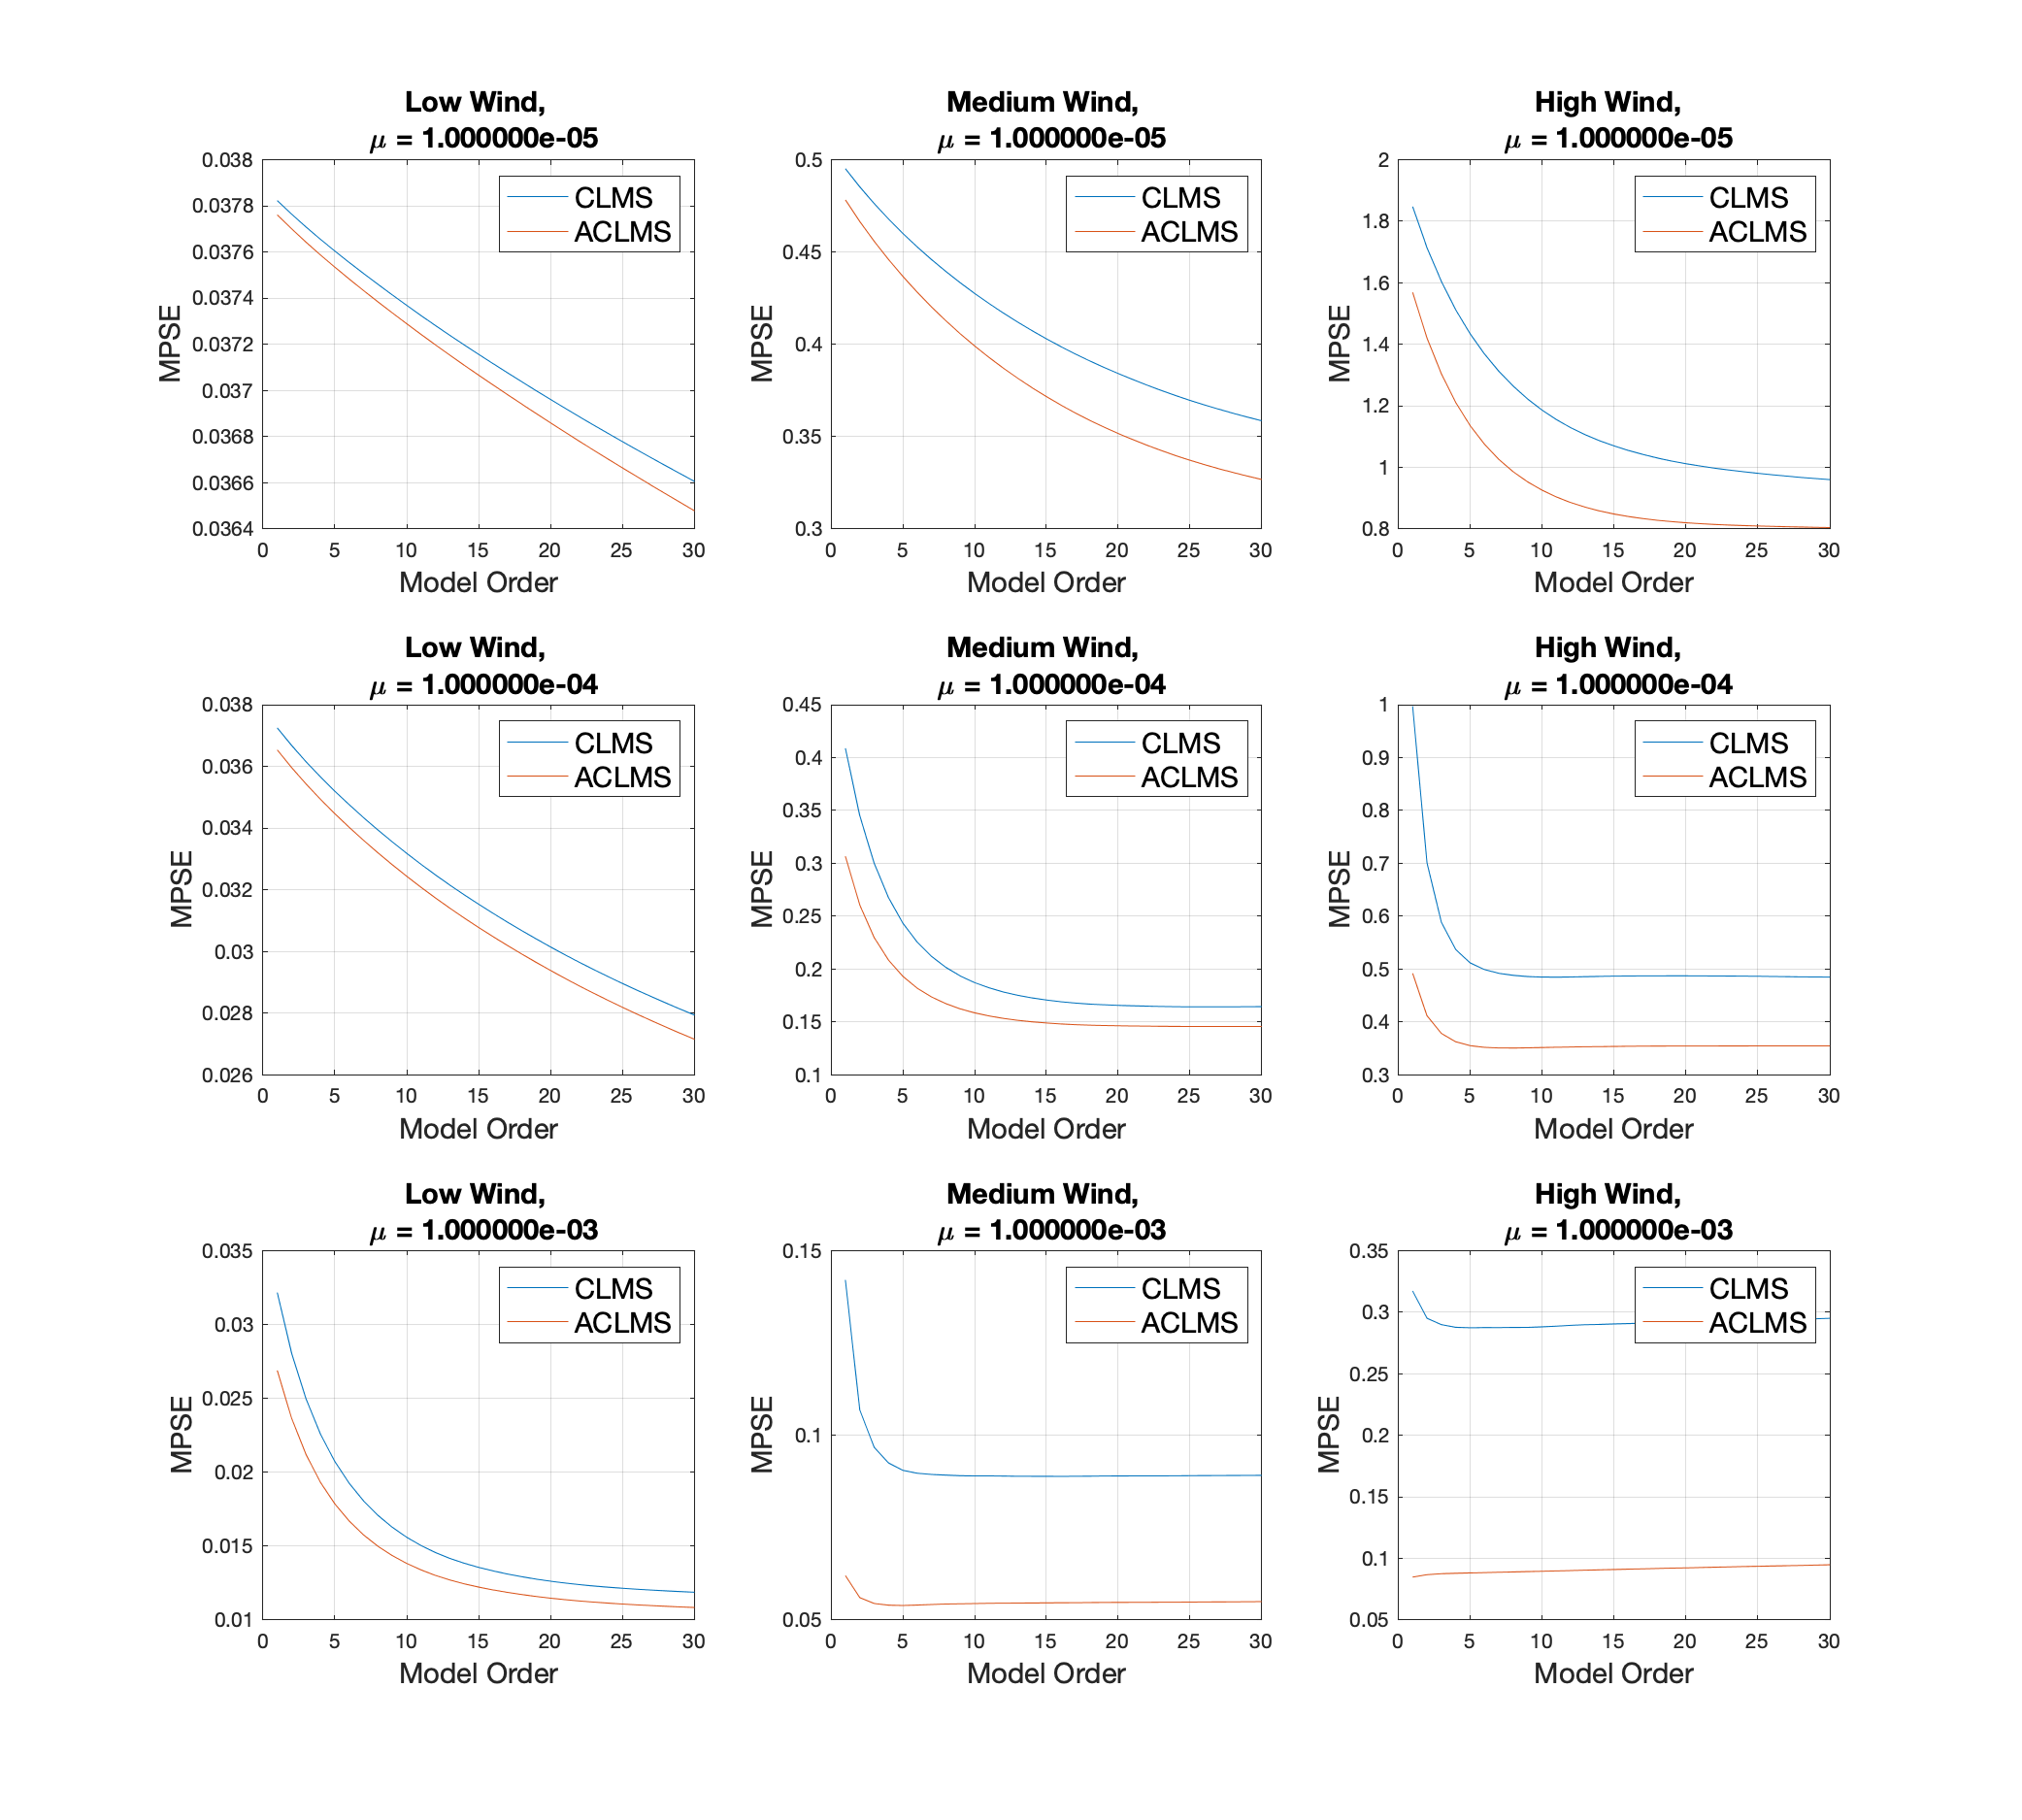 Low Wind,
μ = 1.000000e-05
0.038
0.0378
0.0376
0.0374
0.0372
0.037
0.0368
0.0366
0.0364
MPSE
CLMS
ACLMS
0 5 10 15 20 25 30
Model Order
Medium Wind,
μ = 1.000000e-05
0.5
0.45
0.4
0.35
0.3
MPSE
CLMS
ACLMS
0 5 10 15 20 25 30
Model Order
High Wind,
μ = 1.000000e-05
2
1.8
1.6
1.4
1.2
1
0.8
MPSE
CLMS
ACLMS
0 5 10 15 20 25 30
Model Order
Low Wind,
μ = 1.000000e-04
0.038
0.036
0.034
0.032
0.03
0.028
0.026
MPSE
CLMS
ACLMS
0 5 10 15 20 25 30
Model Order
Medium Wind,
μ = 1.000000e-04
0.45
0.4
0.35
0.3
0.25
0.2
0.15
0.1
MPSE
CLMS
ACLMS
0 5 10 15 20 25 30
Model Order
High Wind,
μ = 1.000000e-04
1
0.9
0.8
0.7
0.6
0.5
0.4
0.3
MPSE
CLMS
ACLMS
0 5 10 15 20 25 30
Model Order
Low Wind,
μ = 1.000000e-03
0.035
0.03
0.025
0.02
0.015
0.01
MPSE
CLMS
ACLMS
0 5 10 15 20 25 30
Model Order
Medium Wind,
μ = 1.000000e-03
0.15
0.1
0.05
MPSE
CLMS
ACLMS
0 5 10 15 20 25 30
Model Order
High Wind,
μ = 1.000000e-03
0.35
0.3
0.25
0.2
0.15
0.1
0.05
MPSE
CLMS
ACLMS
0 5 10 15 20 25 30
Model Order